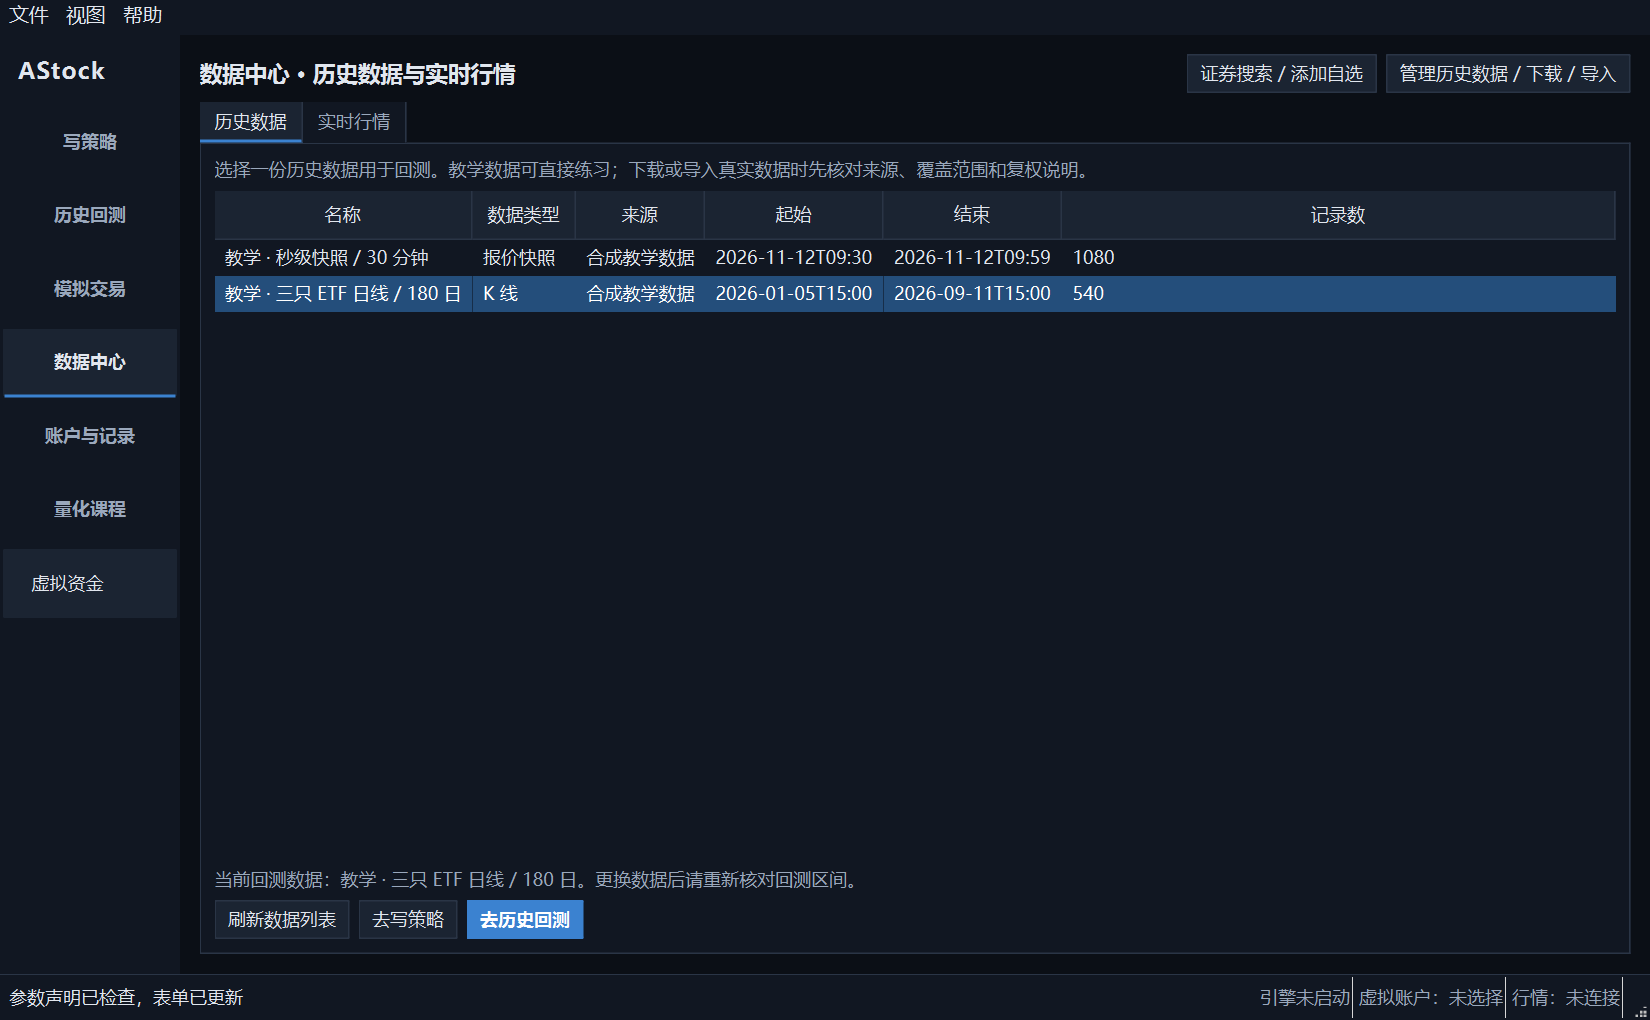 文件 视图 帮助
AStock
写策略
历史回测
模拟交易
数据中心
账户与记录
量化课程
虚拟资金
数据中心 • 历史数据与实时行情
证券搜索 / 添加自选 管理历史数据 / 下载 / 导入
历史数据 实时行情
选择一份历史数据用于回测。教学数据可直接练习；下载或导入真实数据时先核对来源、覆盖范围和复权说明。
名称 数据类型 来源 起始 结束 记录数
教学 · 秒级快照 / 30 分钟 报价快照 合成教学数据 2026-11-12T09:30 2026-11-12T09:59 1080
教学 · 三只 ETF 日线 / 180 日 K 线 合成教学数据 2026-01-05T15:00 2026-09-11T15:00 540
当前回测数据：教学 · 三只 ETF 日线 / 180 日。更换数据后请重新核对回测区间。
刷新数据列表 去写策略 去历史回测
参数声明已检查，表单已更新 引擎未启动 虚拟账户：未选择 行情：未连接